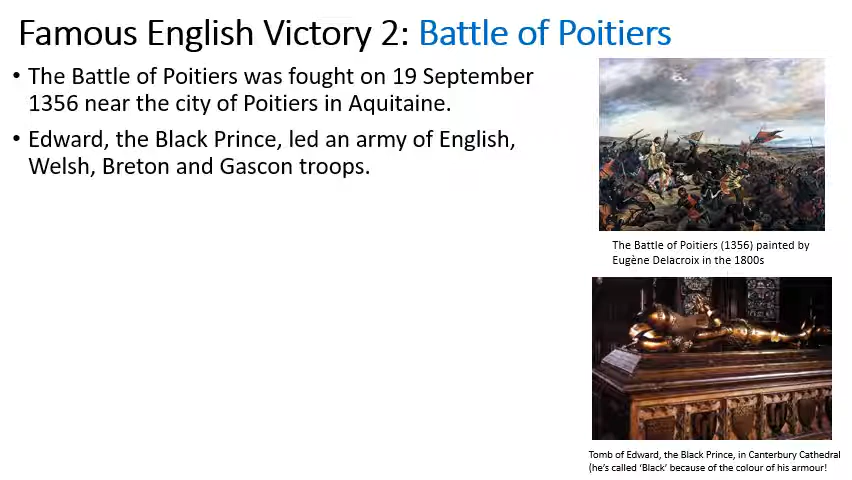 Famous English Victory 2: Battle of Poitiers
• The Battle of Poitiers was fought on 19 September
1356 near the city of Poitiers in Aquitaine.
• Edward, the Black Prince, led an army of English,
Welsh, Breton and Gascon troops.
The Battle of Poitiers (1356) painted by
Eugène Delacroix in the 1800s
Tomb of Edward, the Black Prince, in Canterbury Cathedral
(he's called ‘Black’ because of the colour of his armour!